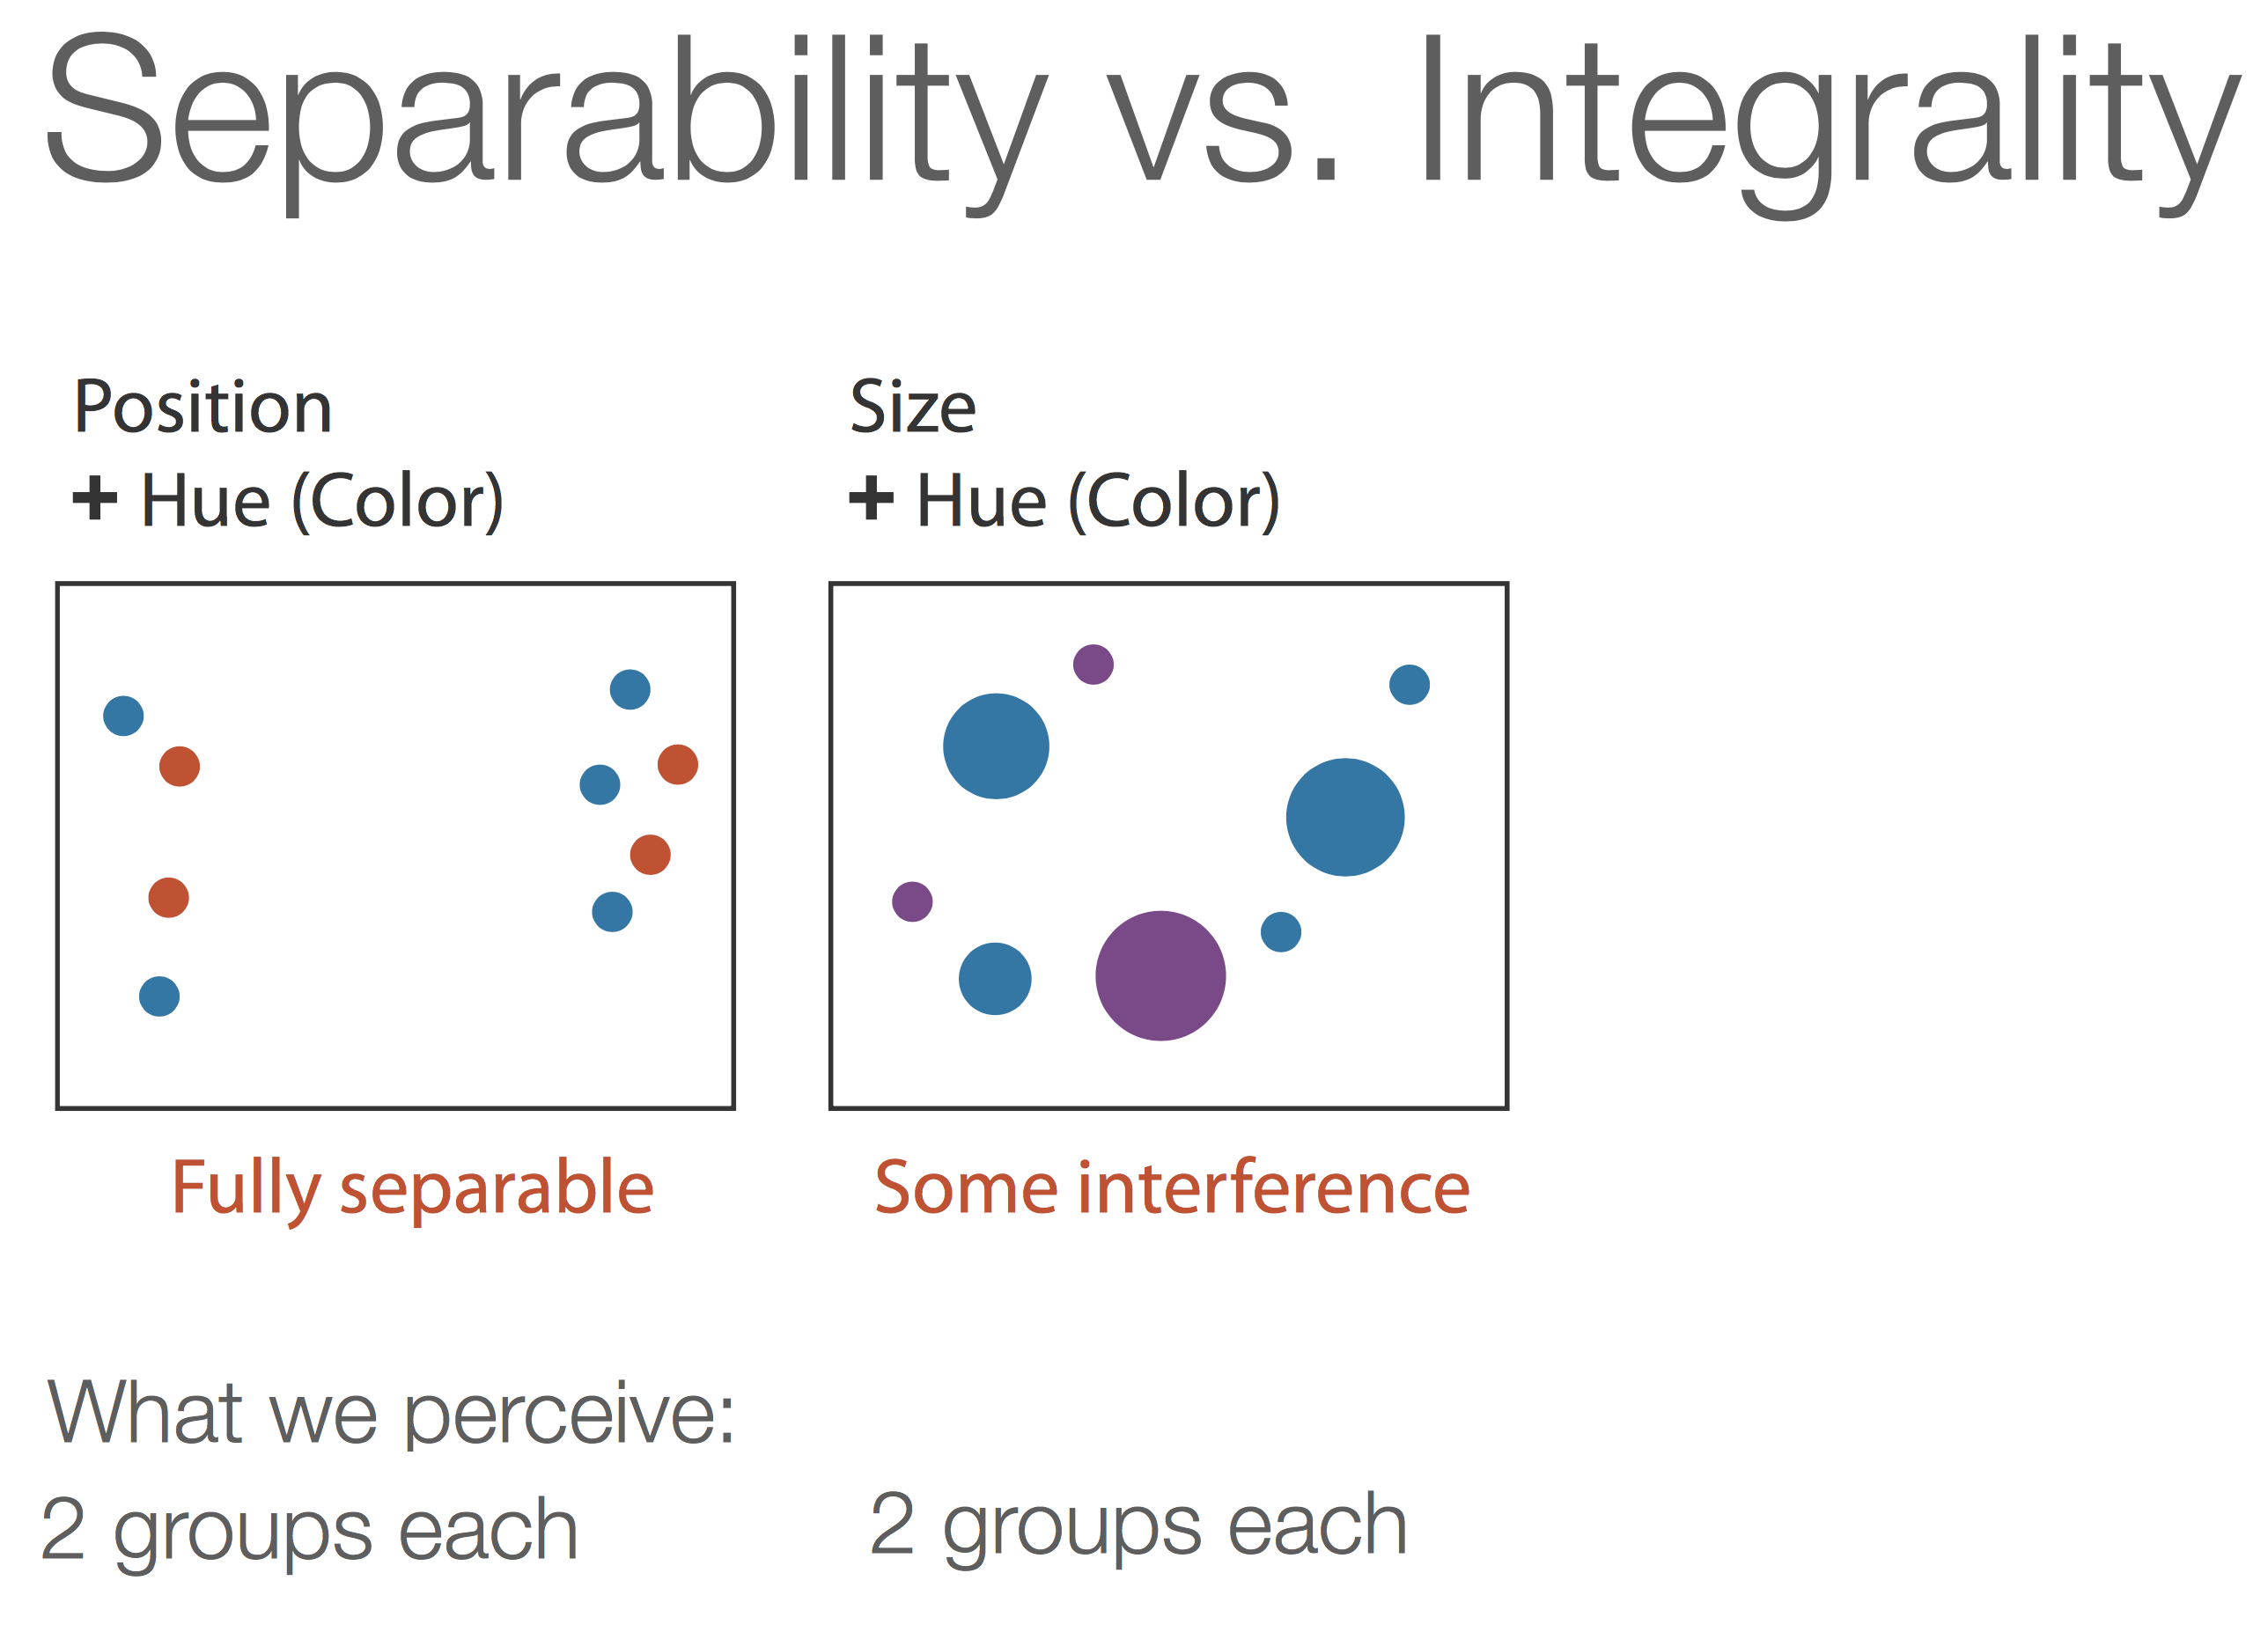 Separability vs. Integrality
Position
+ Hue (Color)
Size
+ Hue (Color)
Fully separable
Some interference
What we perceive:
2 groups each
2 groups each